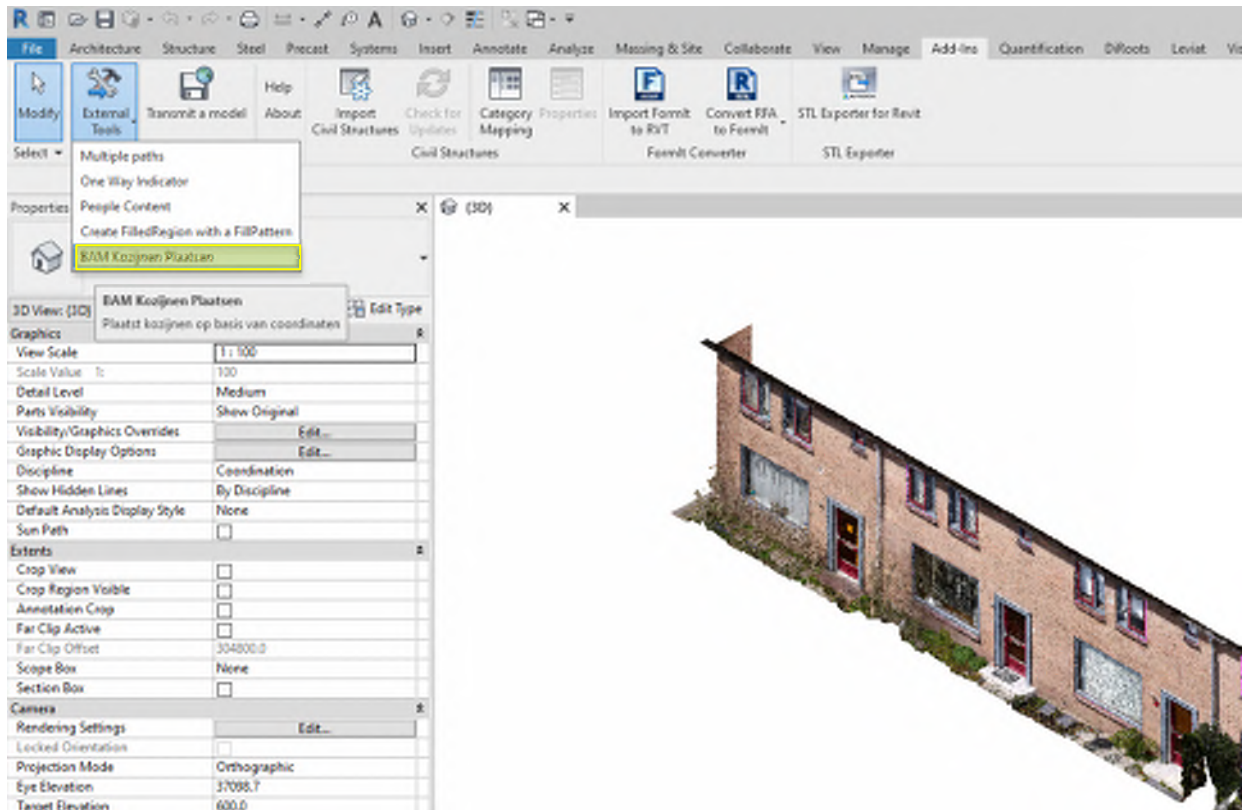 File Architecture Structure Steel Precast Systems Insert Annotate Analyze Massing & Site Collaborate View Manage Add-Ins Quantification DiRoots Leviat
Modify External Tools Transmit a model Help About Import Civil Structures Check for Updates Category Mapping Properties Import FormIt to RVT Convert RFA to FormIt STL Exporter for Revit
Select Civil Structures FormIt Converter STL Exporter
Multiple paths
One Way Indicator
Properties People Content {3D}
Create FilledRegion with a FillPattern
BAM Kozijnen Plaatsen
BAM Kozijnen Plaatsen
3D View: {3D} Plaatst kozijnen op basis van coordinaten Edit Type
Graphics
View Scale 1 : 100
Scale Value 1: 100
Detail Level Medium
Parts Visibility Show Original
Visibility/Graphics Overrides Edit...
Graphic Display Options Edit...
Discipline Coordination
Show Hidden Lines By Discipline
Default Analysis Display Style None
Sun Path
Extents
Crop View
Crop Region Visible
Annotation Crop
Far Clip Active
Far Clip Offset 304800.0
Scope Box None
Section Box
Camera
Rendering Settings Edit...
Locked Orientation
Projection Mode Orthographic
Eye Elevation 37098.7
Target Elevation 600.0